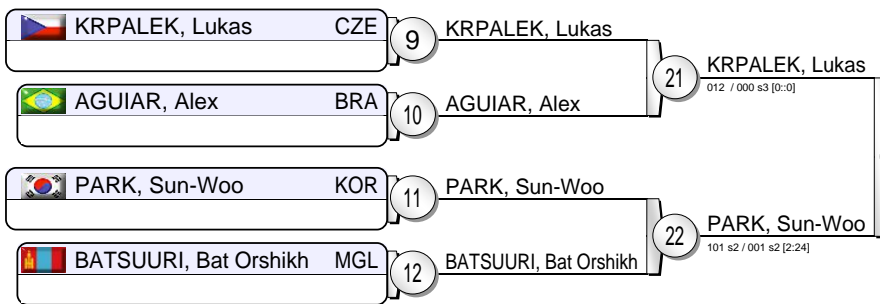 KRPALEK, Lukas CZE
9
KRPALEK, Lukas
21
KRPALEK, Lukas
012 / 000 s3 [0::0]
AGUIAR, Alex BRA
10
AGUIAR, Alex
PARK, Sun-Woo KOR
11
PARK, Sun-Woo
22
PARK, Sun-Woo
101 s2 / 001 s2 [2:24]
BATSUURI, Bat Orshikh MGL
12
BATSUURI, Bat Orshikh